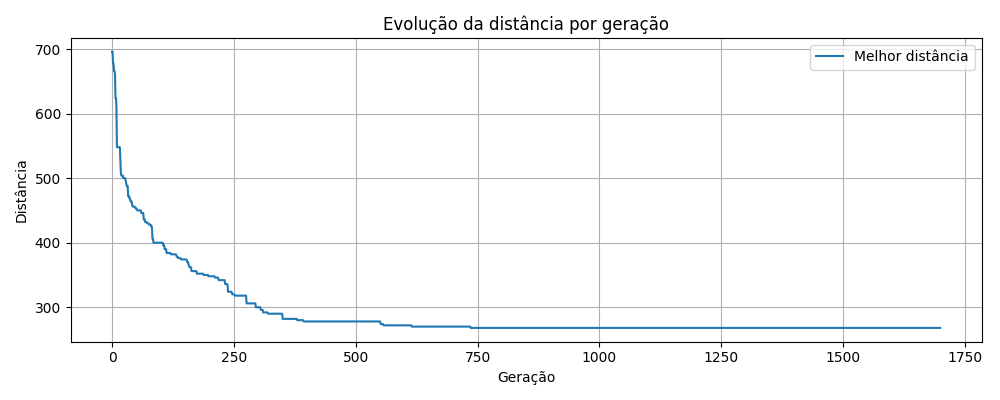 Evolução da distância por geração
Melhor distância
Distância
700
600
500
400
300
0 250 500 750 1000 1250 1500 1750
Geração